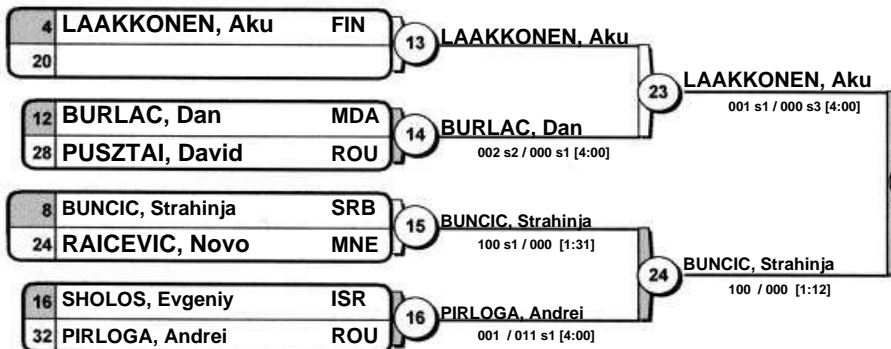 4 LAAKKONEN, Aku FIN
20
13 LAAKKONEN, Aku
12 BURLAC, Dan MDA
28 PUSZTAI, David ROU
14 BURLAC, Dan
002 s2 / 000 s1 [4:00]
23 LAAKKONEN, Aku
001 s1 / 000 s3 [4:00]
8 BUNCIC, Strahinja SRB
24 RAICEVIC, Novo MNE
15 BUNCIC, Strahinja
100 s1 / 000 [1:31]
16 SHOLOS, Evgeniy ISR
32 PIRLOGA, Andrei ROU
16 PIRLOGA, Andrei
001 / 011 s1 [4:00]
24 BUNCIC, Strahinja
100 / 000 [1:12]